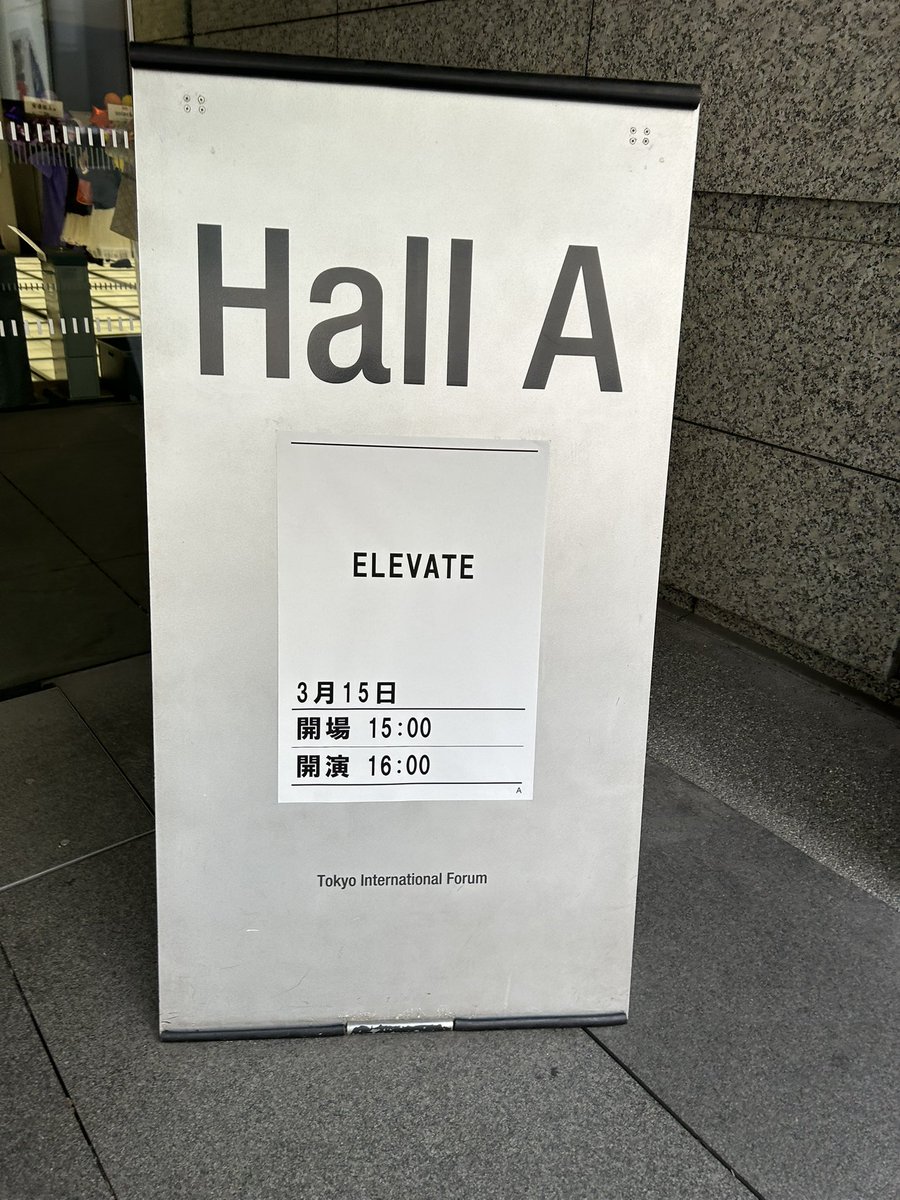 Hall A
ELEVATE
3月15日
開場 15:00
開演 16:00
A
Tokyo International Forum